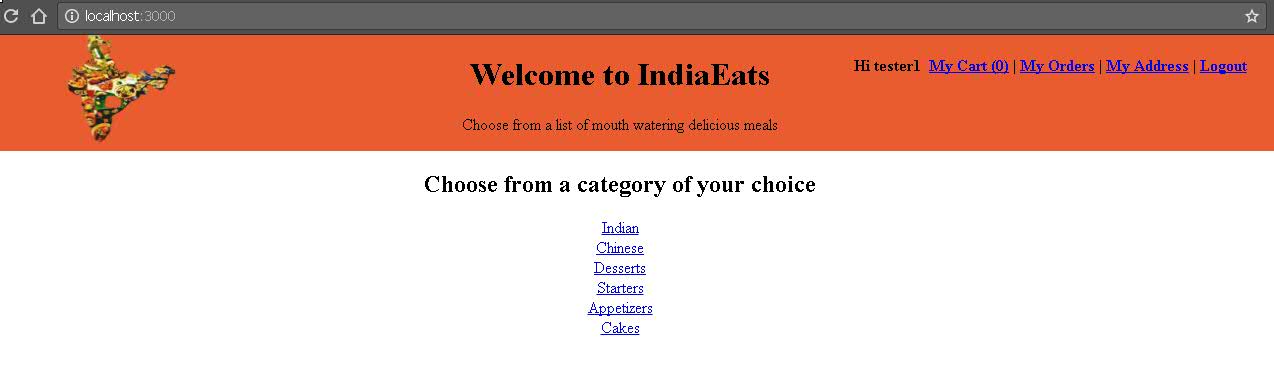 localhost:3000
Welcome to IndiaEats
Hi tester1 My Cart (0) | My Orders | My Address | Logout
Choose from a list of mouth watering delicious meals
Choose from a category of your choice
Indian
Chinese
Desserts
Starters
Appetizers
Cakes